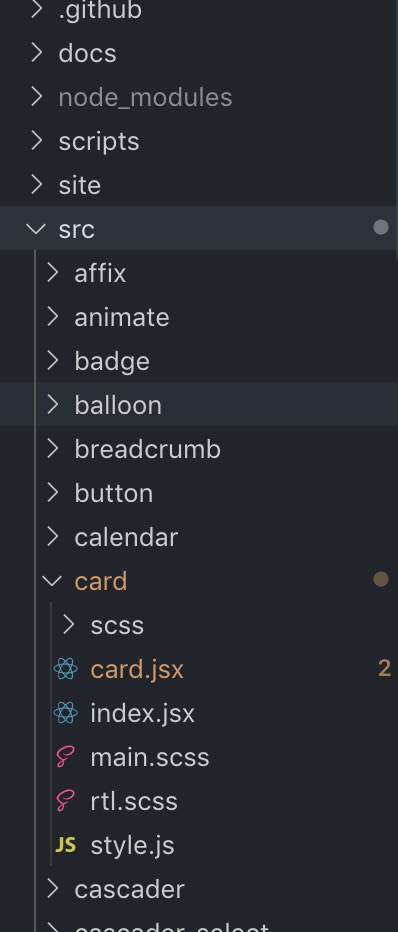 .github
docs
node_modules
scripts
site
src
affix
animate
badge
balloon
breadcrumb
button
calendar
card
scss
card.jsx 2
index.jsx
main.scss
rtl.scss
JS style.js
cascader
cascader_select